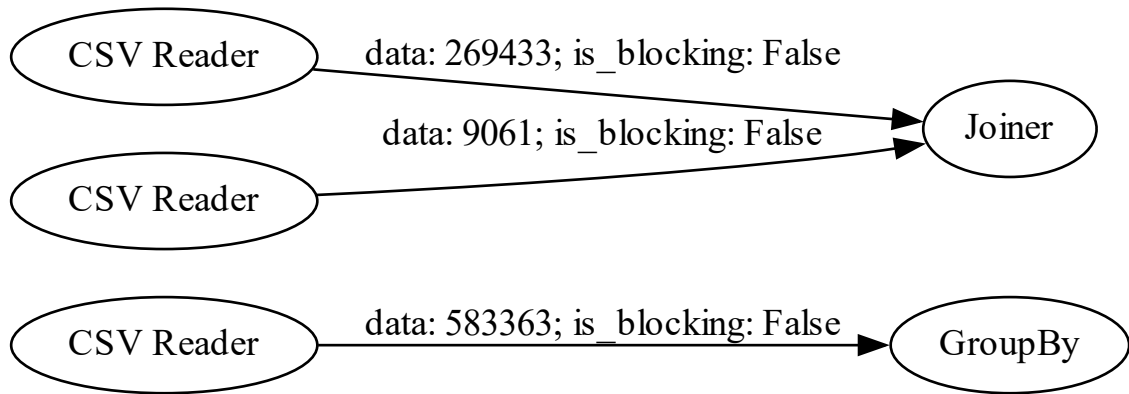 CSV Reader
data: 269433; is_blocking: False
Joiner
data: 9061; is_blocking: False
CSV Reader
CSV Reader
data: 583363; is_blocking: False
GroupBy